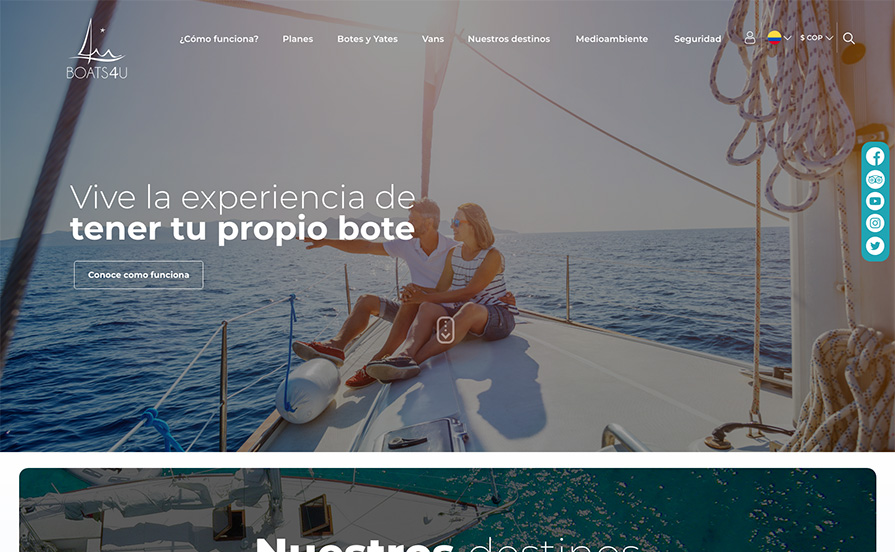 BOATS4U
¿Cómo funciona?
Planes
Botes y Yates
Vans
Nuestros destinos
Medioambiente
Seguridad
$ COP
Vive la experiencia de
tener tu propio bote
Conoce como funciona
Nuestros destinos